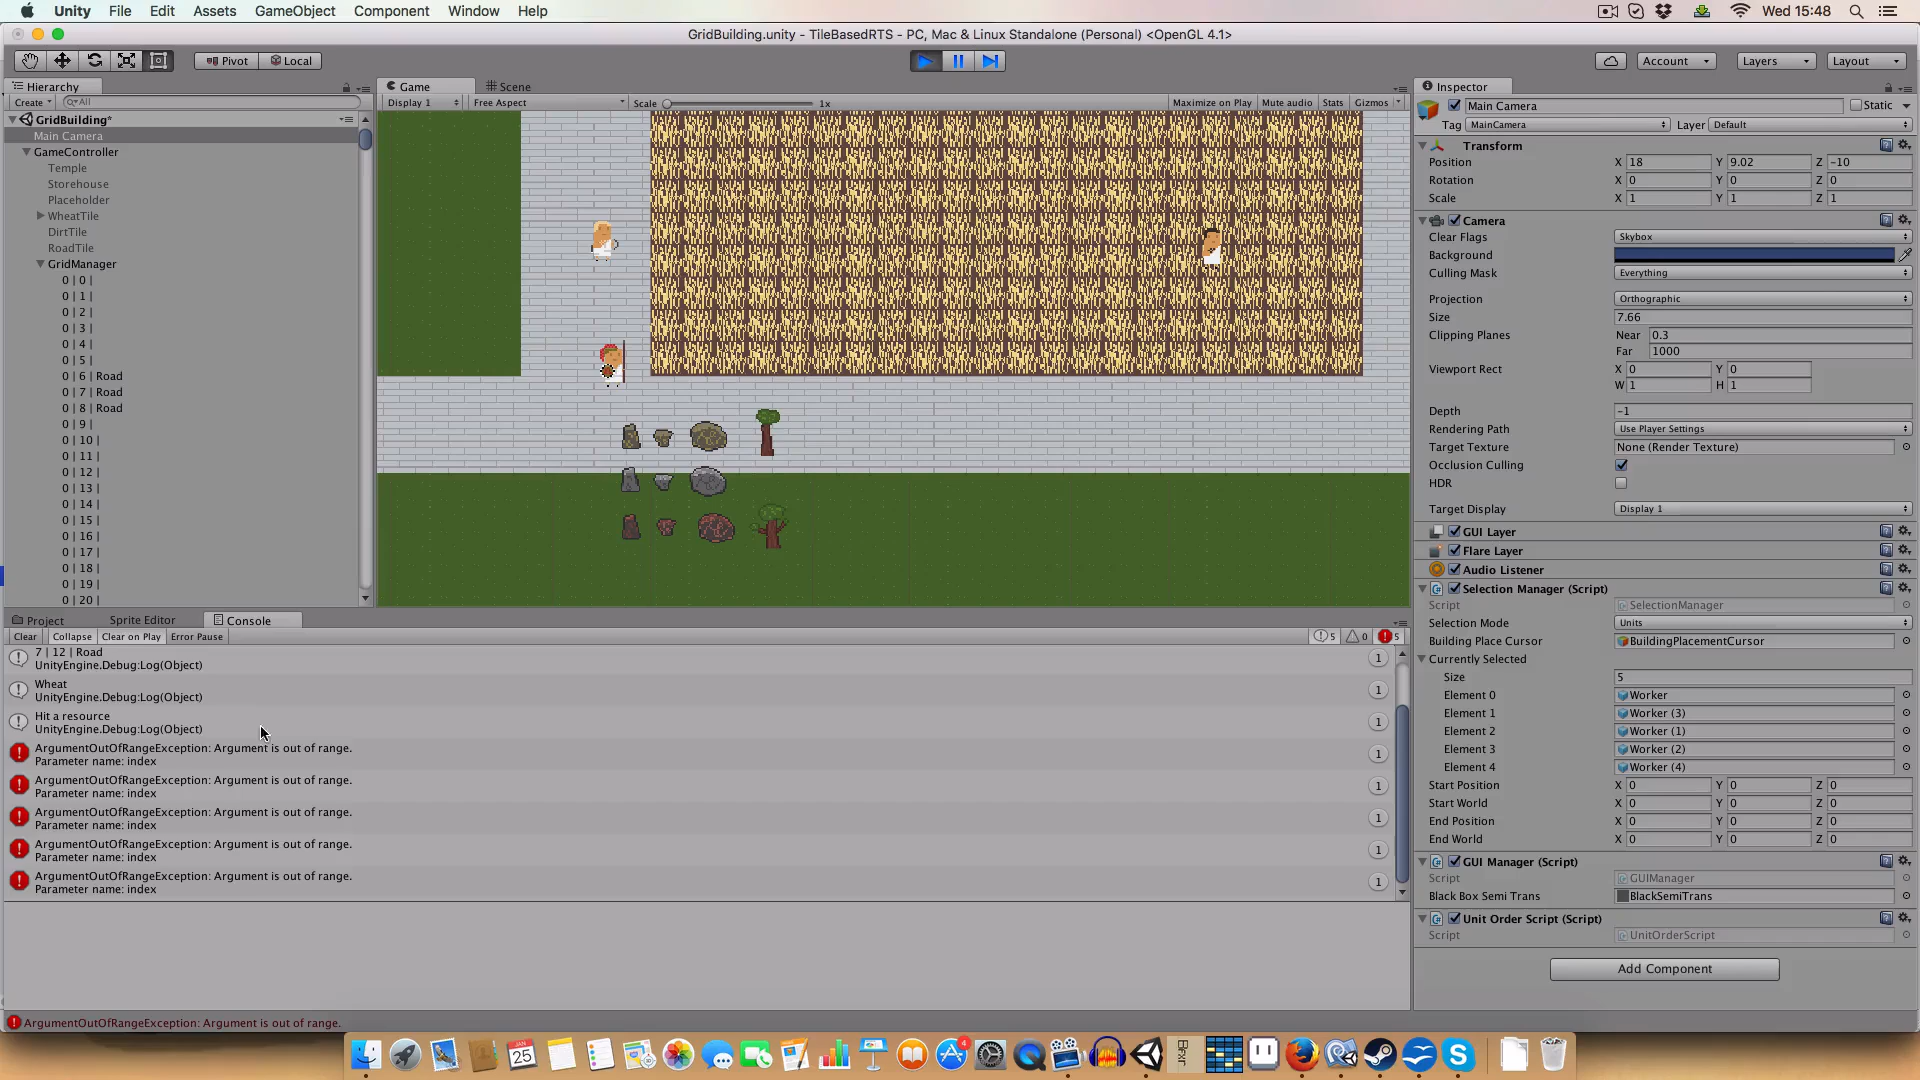 Unity File Edit Assets GameObject Component Window Help
Wed 15:48
GridBuilding.unity - TileBasedRTS - PC, Mac & Linux Standalone (Personal) <OpenGL 4.1>
Pivot Local
Account Layers Layout
Hierarchy
Create All
GridBuilding*
Main Camera
GameController
Temple
Storehouse
Placeholder
WheatTile
DirtTile
RoadTile
GridManager
0 | 0 |
0 | 1 |
0 | 2 |
0 | 3 |
0 | 4 |
0 | 5 |
0 | 6 | Road
0 | 7 | Road
0 | 8 | Road
0 | 9 |
0 | 10 |
0 | 11 |
0 | 12 |
0 | 13 |
0 | 14 |
0 | 15 |
0 | 16 |
0 | 17 |
0 | 18 |
0 | 19 |
0 | 20 |
Game Scene
Display 1 Free Aspect Scale 1x Maximize on Play Mute audio Stats Gizmos
Project Sprite Editor Console
Clear Collapse Clear on Play Error Pause 5 0 5
7 | 12 | Road
UnityEngine.Debug:Log(Object) 1
Wheat
UnityEngine.Debug:Log(Object) 1
Hit a resource
UnityEngine.Debug:Log(Object) 1
ArgumentOutOfRangeException: Argument is out of range.
Parameter name: index 1
ArgumentOutOfRangeException: Argument is out of range.
Parameter name: index 1
ArgumentOutOfRangeException: Argument is out of range.
Parameter name: index 1
ArgumentOutOfRangeException: Argument is out of range.
Parameter name: index 1
ArgumentOutOfRangeException: Argument is out of range.
Parameter name: index 1
ArgumentOutOfRangeException: Argument is out of range.
Inspector
Main Camera Static
Tag MainCamera Layer Default
Transform
Position X 18 Y 9.02 Z -10
Rotation X 0 Y 0 Z 0
Scale X 1 Y 1 Z 1
Camera
Clear Flags Skybox
Background
Culling Mask Everything
Projection Orthographic
Size 7.66
Clipping Planes Near 0.3
Far 1000
Viewport Rect X 0 Y 0
W 1 H 1
Depth -1
Rendering Path Use Player Settings
Target Texture None (Render Texture)
Occlusion Culling
HDR
Target Display Display 1
GUI Layer
Flare Layer
Audio Listener
Selection Manager (Script)
Script SelectionManager
Selection Mode Units
Building Place Cursor BuildingPlacementCursor
Currently Selected
Size 5
Element 0 Worker
Element 1 Worker (3)
Element 2 Worker (1)
Element 3 Worker (2)
Element 4 Worker (4)
Start Position X 0 Y 0 Z 0
Start World X 0 Y 0 Z 0
End Position X 0 Y 0 Z 0
End World X 0 Y 0 Z 0
GUI Manager (Script)
Script GUIManager
Black Box Semi Trans BlackSemiTrans
Unit Order Script (Script)
Script UnitOrderScript
Add Component
25
4